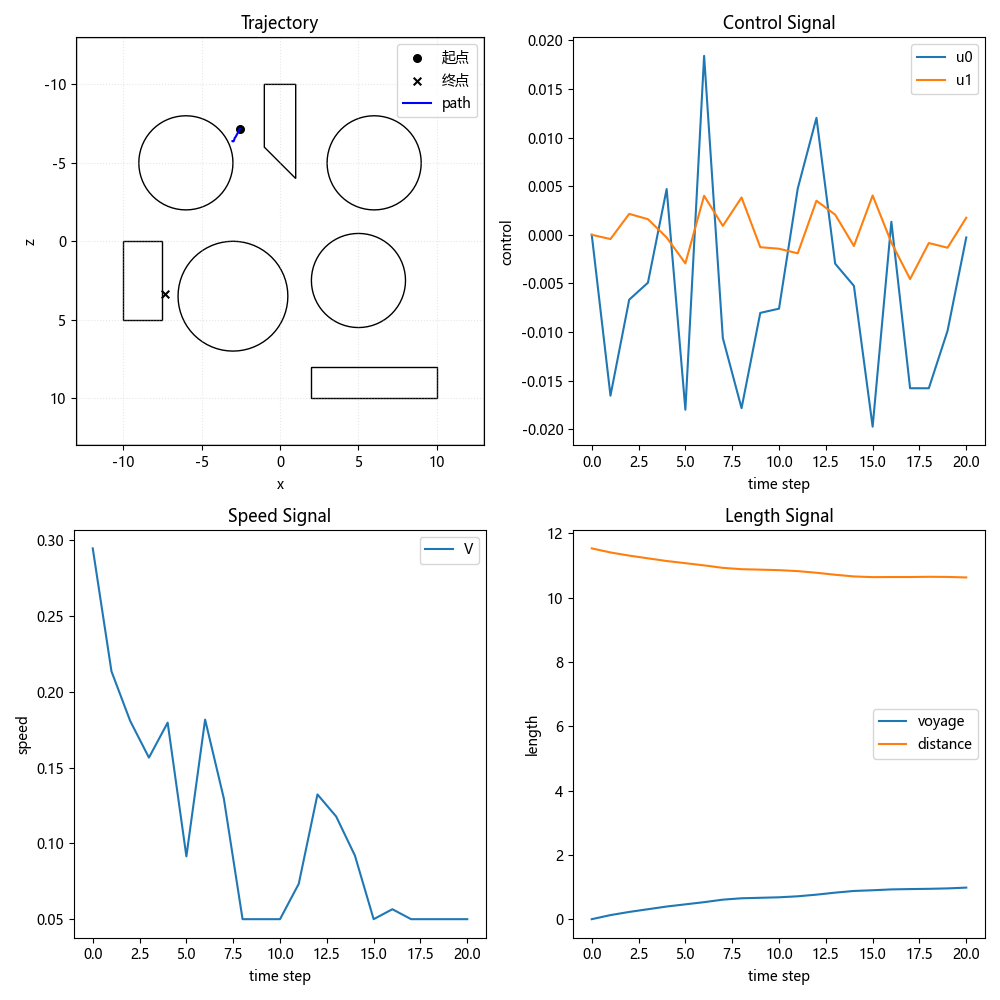 Trajectory
起点
终点
path
-10
-5
0
5
10
z
-10
-5
0
5
10
x
Control Signal
u0
u1
0.020
0.015
0.010
0.005
0.000
-0.005
-0.010
-0.015
-0.020
control
0.0
2.5
5.0
7.5
10.0
12.5
15.0
17.5
20.0
time step
Speed Signal
V
0.30
0.25
0.20
0.15
0.10
0.05
speed
0.0
2.5
5.0
7.5
10.0
12.5
15.0
17.5
20.0
time step
Length Signal
12
10
8
6
4
2
0
length
voyage
distance
0.0
2.5
5.0
7.5
10.0
12.5
15.0
17.5
20.0
time step